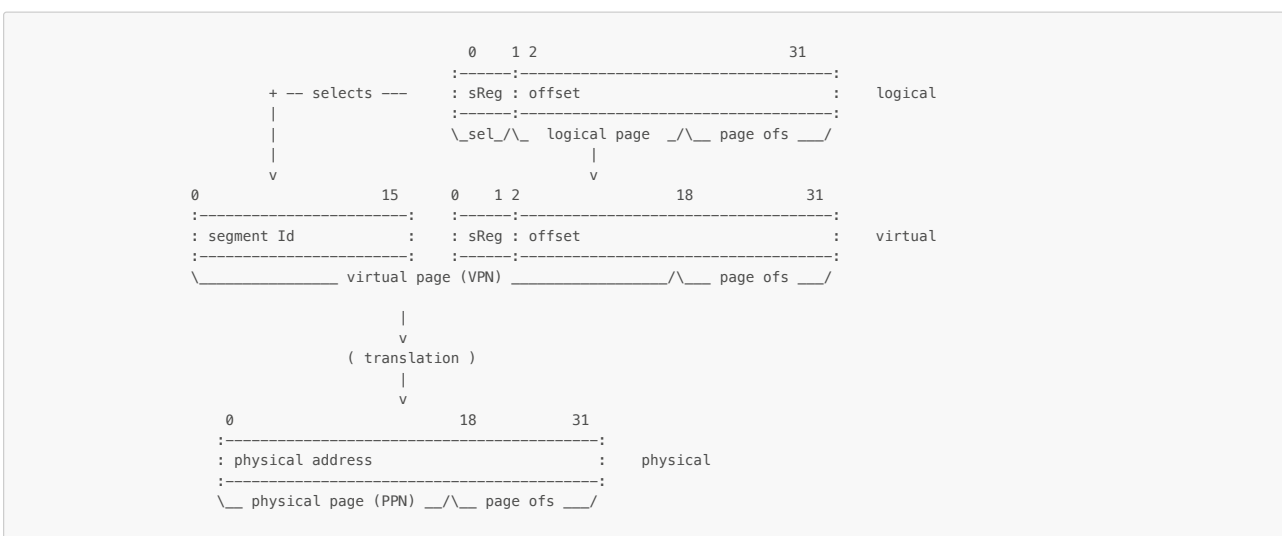 0 1 2 31
:------:------------------------------------:
+ -- selects --- : sReg : offset : logical
| :------:------------------------------------:
| \_sel_/\_ logical page _/\__ page ofs ___/
| |
v v
0 15 0 1 2 18 31
:------------------------: :------:------------------------------------:
: segment Id : : sReg : offset : virtual
:------------------------: :------:------------------------------------:
\________________ virtual page (VPN) __________________/\___ page ofs ___/
|
v
( translation )
|
v
0 18 31
:-------------------------------------------:
: physical address : physical
:-------------------------------------------:
\__ physical page (PPN) __/\__ page ofs ___/